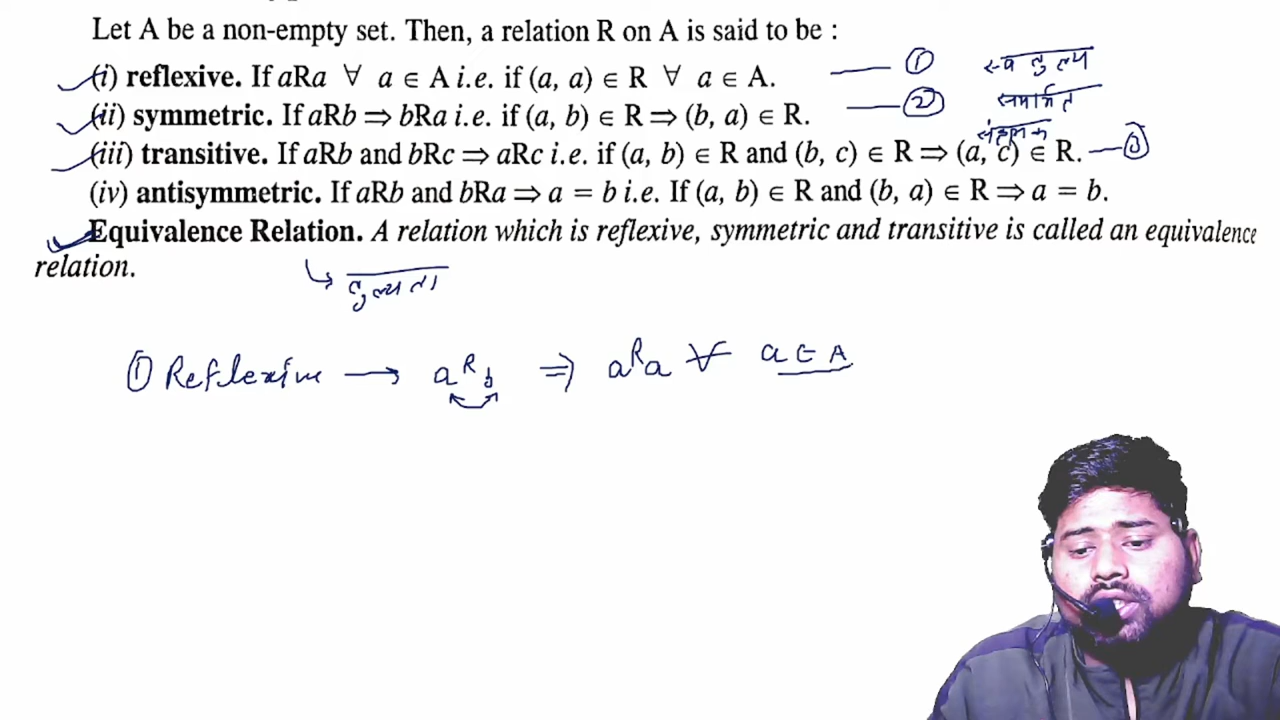 Let A be a non-empty set. Then, a relation R on A is said to be :
(i) reflexive. If aRa ∀ a ∈ A i.e. if (a, a) ∈ R ∀ a ∈ A. — ① स्व तुल्य
(ii) symmetric. If aRb ⇒ bRa i.e. if (a, b) ∈ R ⇒ (b, a) ∈ R. — ② सममित
(iii) transitive. If aRb and bRc ⇒ aRc i.e. if (a, b) ∈ R and (b, c) ∈ R ⇒ (a, c) ∈ R. — ③
(iv) antisymmetric. If aRb and bRa ⇒ a = b i.e. If (a, b) ∈ R and (b, a) ∈ R ⇒ a = b.
Equivalence Relation. A relation which is reflexive, symmetric and transitive is called an equivalence
relation.
↳ तुल्यता
① Reflexive → aRb ⇒ aRa ∀ a ∈ A